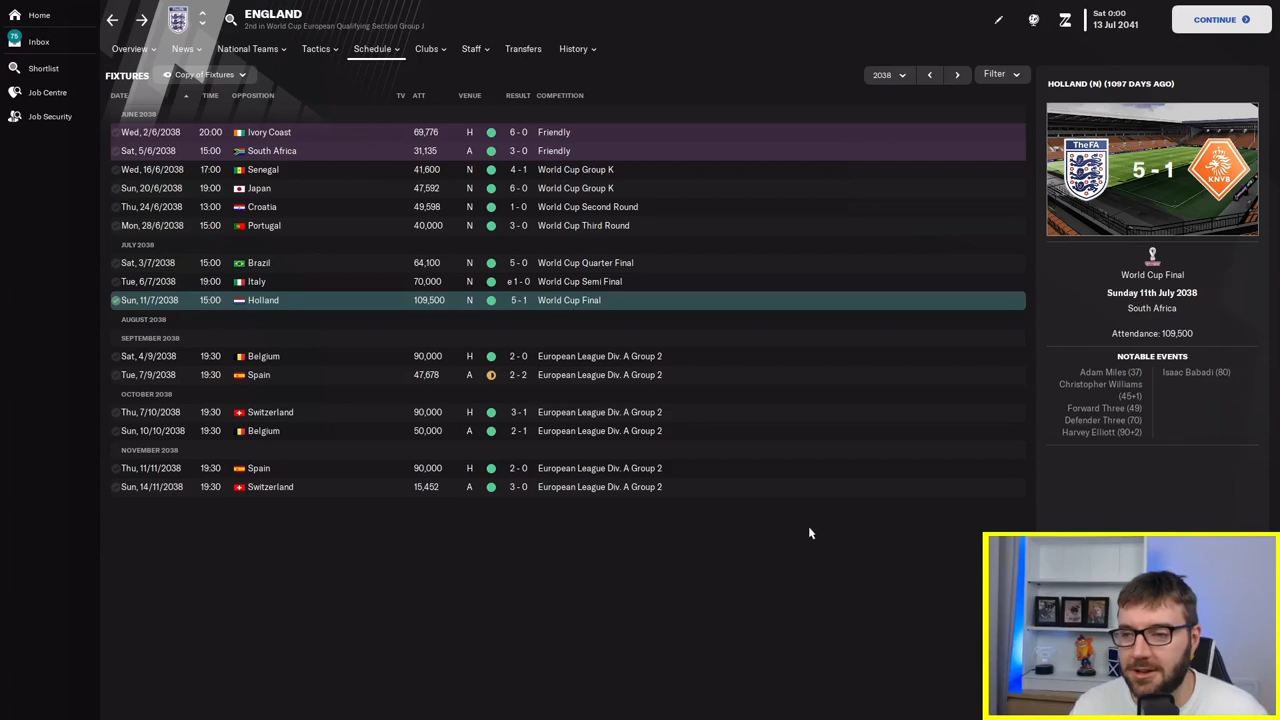 Home
75
Inbox
Shortlist
Job Centre
Job Security
TheFA
ENGLAND
2nd in World Cup European Qualifying Section Group J
Sat 0:00
13 Jul 2041
CONTINUE
Overview News National Teams Tactics Schedule Clubs Staff Transfers History
FIXTURES Copy of Fixtures 2038 Filter
DATE TIME OPPOSITION TV ATT VENUE RESULT COMPETITION
JUNE 2038
Wed, 2/6/2038 20:00 Ivory Coast 69,776 H 6 - 0 Friendly
Sat, 5/6/2038 15:00 South Africa 31,135 A 3 - 0 Friendly
Wed, 16/6/2038 17:00 Senegal 41,600 N 4 - 1 World Cup Group K
Sun, 20/6/2038 19:00 Japan 47,592 N 6 - 0 World Cup Group K
Thu, 24/6/2038 13:00 Croatia 49,598 N 1 - 0 World Cup Second Round
Mon, 28/6/2038 15:00 Portugal 40,000 N 3 - 0 World Cup Third Round
JULY 2038
Sat, 3/7/2038 15:00 Brazil 64,100 N 5 - 0 World Cup Quarter Final
Tue, 6/7/2038 19:00 Italy 70,000 N e 1 - 0 World Cup Semi Final
Sun, 11/7/2038 15:00 Holland 109,500 N 5 - 1 World Cup Final
AUGUST 2038
SEPTEMBER 2038
Sat, 4/9/2038 19:30 Belgium 90,000 H 2 - 0 European League Div. A Group 2
Tue, 7/9/2038 19:30 Spain 47,678 A 2 - 2 European League Div. A Group 2
OCTOBER 2038
Thu, 7/10/2038 19:30 Switzerland 90,000 H 3 - 1 European League Div. A Group 2
Sun, 10/10/2038 19:30 Belgium 50,000 A 2 - 1 European League Div. A Group 2
NOVEMBER 2038
Thu, 11/11/2038 19:30 Spain 90,000 H 2 - 0 European League Div. A Group 2
Sun, 14/11/2038 19:30 Switzerland 15,452 A 3 - 0 European League Div. A Group 2
HOLLAND (N) (1097 DAYS AGO)
TheFA 5 - 1 KNVB
World Cup Final
Sunday 11th July 2038
South Africa
Attendance: 109,500
NOTABLE EVENTS
Adam Miles (37) Isaac Babadi (80)
Christopher Williams
(45+1)
Forward Three (49)
Defender Three (70)
Harvey Elliott (90+2)